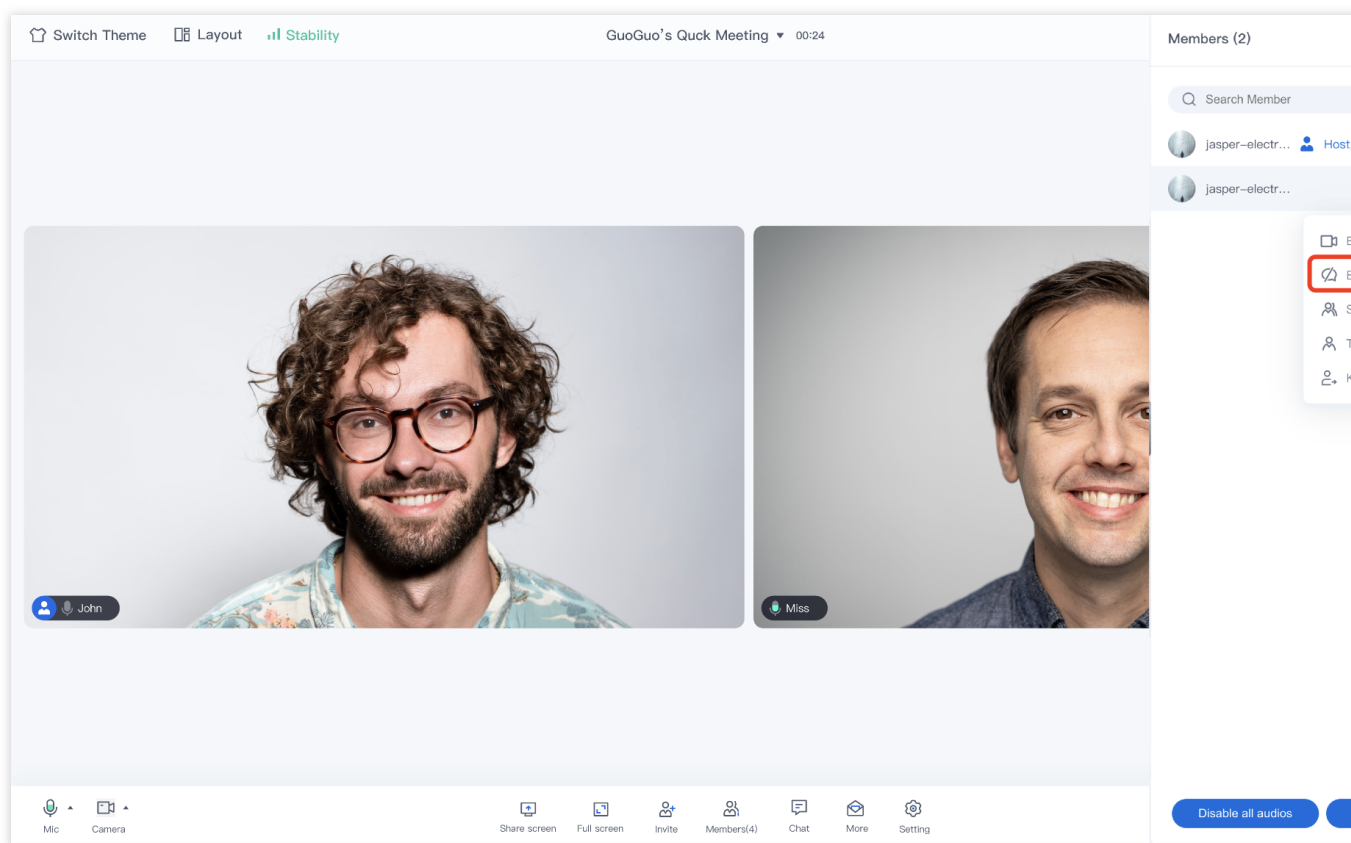 Switch Theme
Layout
Stability
GuoGuo's Quck Meeting
00:24
Members (2)
Search Member
jasper-electr...
Host
jasper-electr...
John
Miss
Mic
Camera
Share screen
Full screen
Invite
Members(4)
Chat
More
Setting
Disable all audios